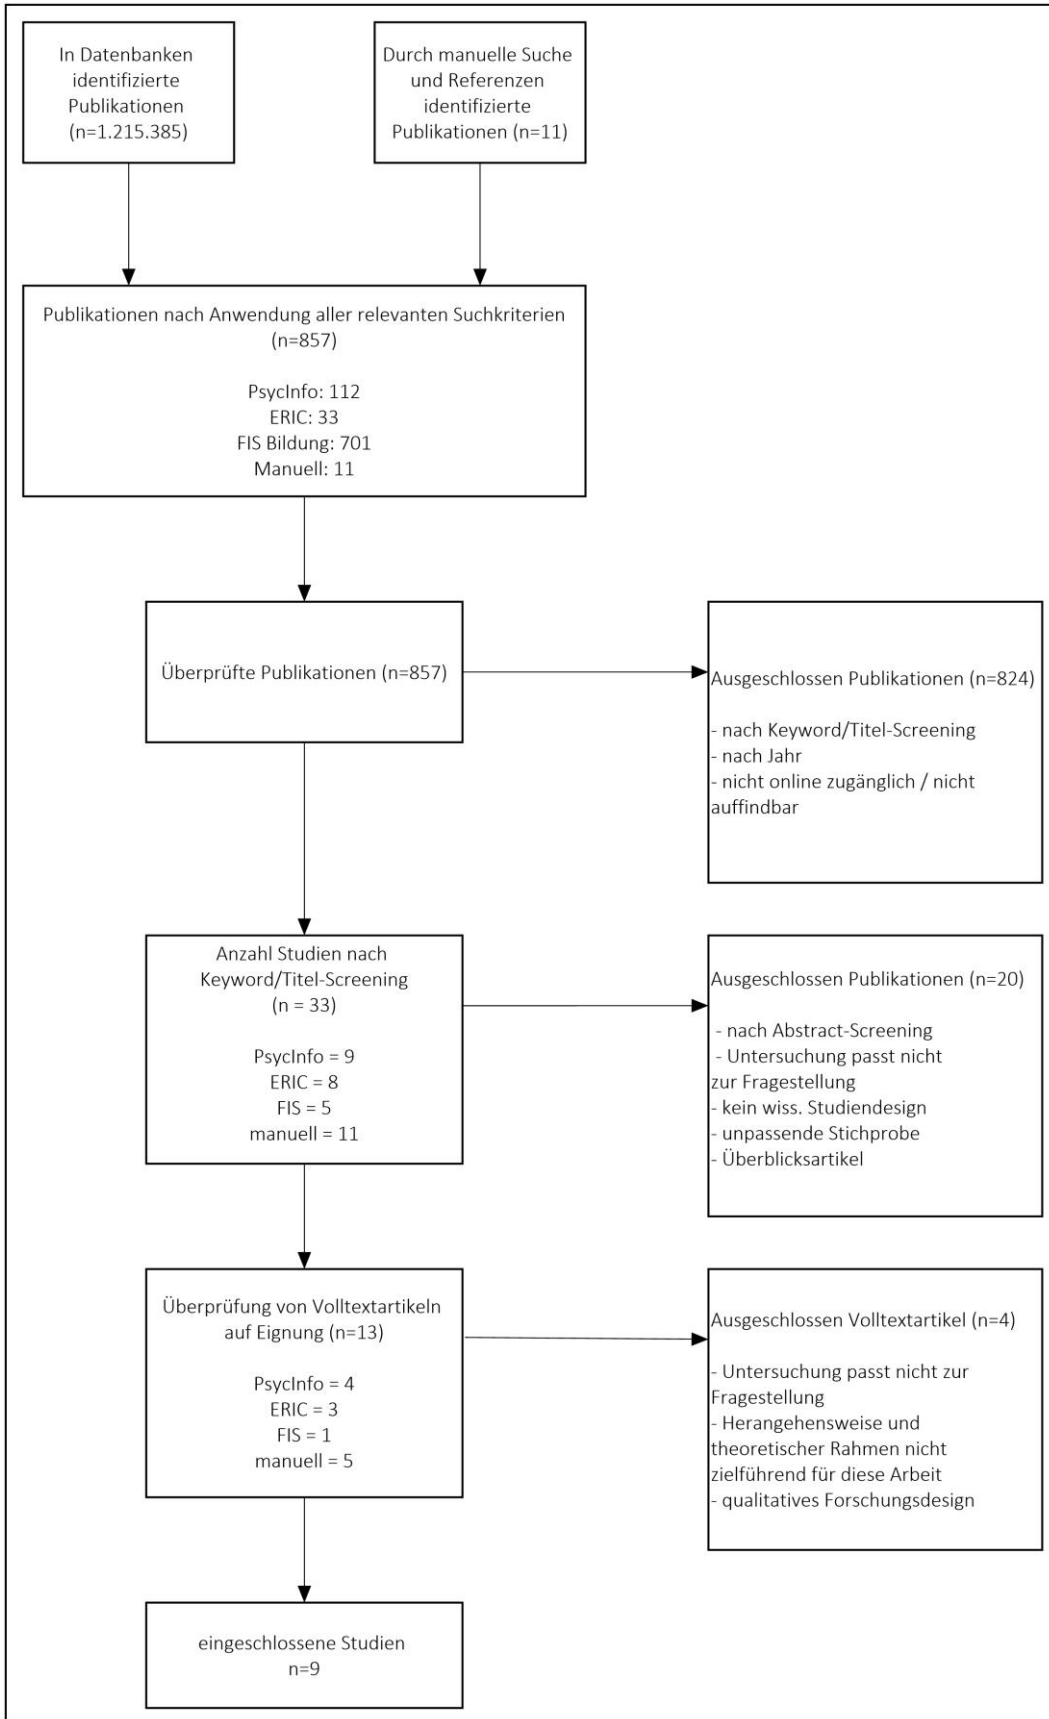 In Datenbanken
identifizierte
Publikationen
(n=1.215.385)
Durch manuelle Suche
und Referenzen
identifizierte
Publikationen (n=11)
Publikationen nach Anwendung aller relevanten Suchkriterien
(n=857)
PsycInfo: 112
ERIC: 33
FIS Bildung: 701
Manuell: 11
Überprüfte Publikationen (n=857)
Ausgeschlossen Publikationen (n=824)
- nach Keyword/Titel-Screening
- nach Jahr
- nicht online zugänglich / nicht
auffindbar
Anzahl Studien nach
Keyword/Titel-Screening
(n = 33)
PsycInfo = 9
ERIC = 8
FIS = 5
manuell = 11
Ausgeschlossen Publikationen (n=20)
- nach Abstract-Screening
- Untersuchung passt nicht
zur Fragestellung
- kein wiss. Studiendesign
- unpassende Stichprobe
- Überblicksartikel
Überprüfung von Volltextartikeln
auf Eignung (n=13)
PsycInfo = 4
ERIC = 3
FIS = 1
manuell = 5
Ausgeschlossen Volltextartikel (n=4)
- Untersuchung passt nicht zur
Fragestellung
- Herangehensweise und
theoretischer Rahmen nicht
zielführend für diese Arbeit
- qualitatives Forschungsdesign
eingeschlossene Studien
n=9